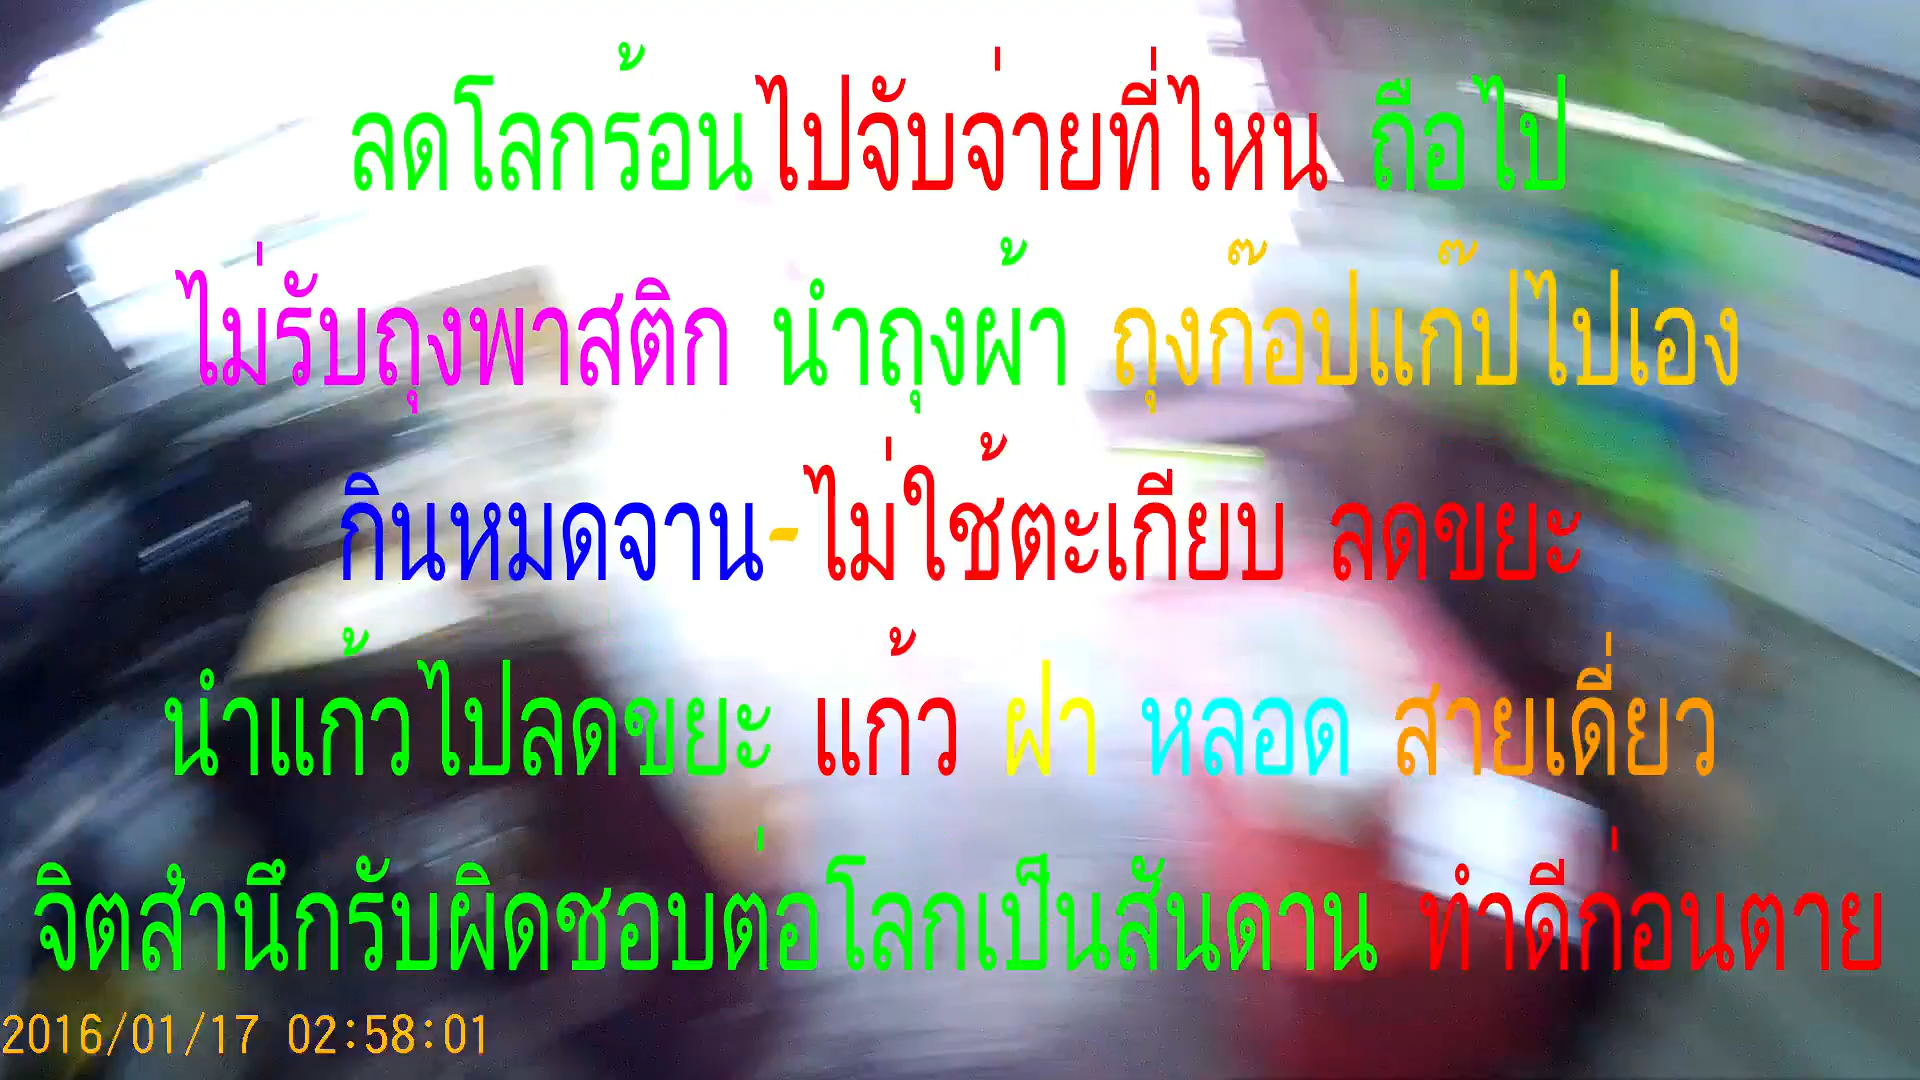 ลดโลกร้อนไปจับจ่ายที่ไหน ถือไป
ไม่รับถุงพาสติก นำถุงผ้า ถุงก๊อปแก๊ปไปเอง
กินหมดจาน-ไม่ใช้ตะเกียบ ลดขยะ
นำแก้วไปลดขยะ แก้ว ฝา หลอด สายเดี่ยว
จิตสำนึกรับผิดชอบต่อโลกเป็นสันดาน ทำดีก่อนตาย
2016/01/17 02:58:01